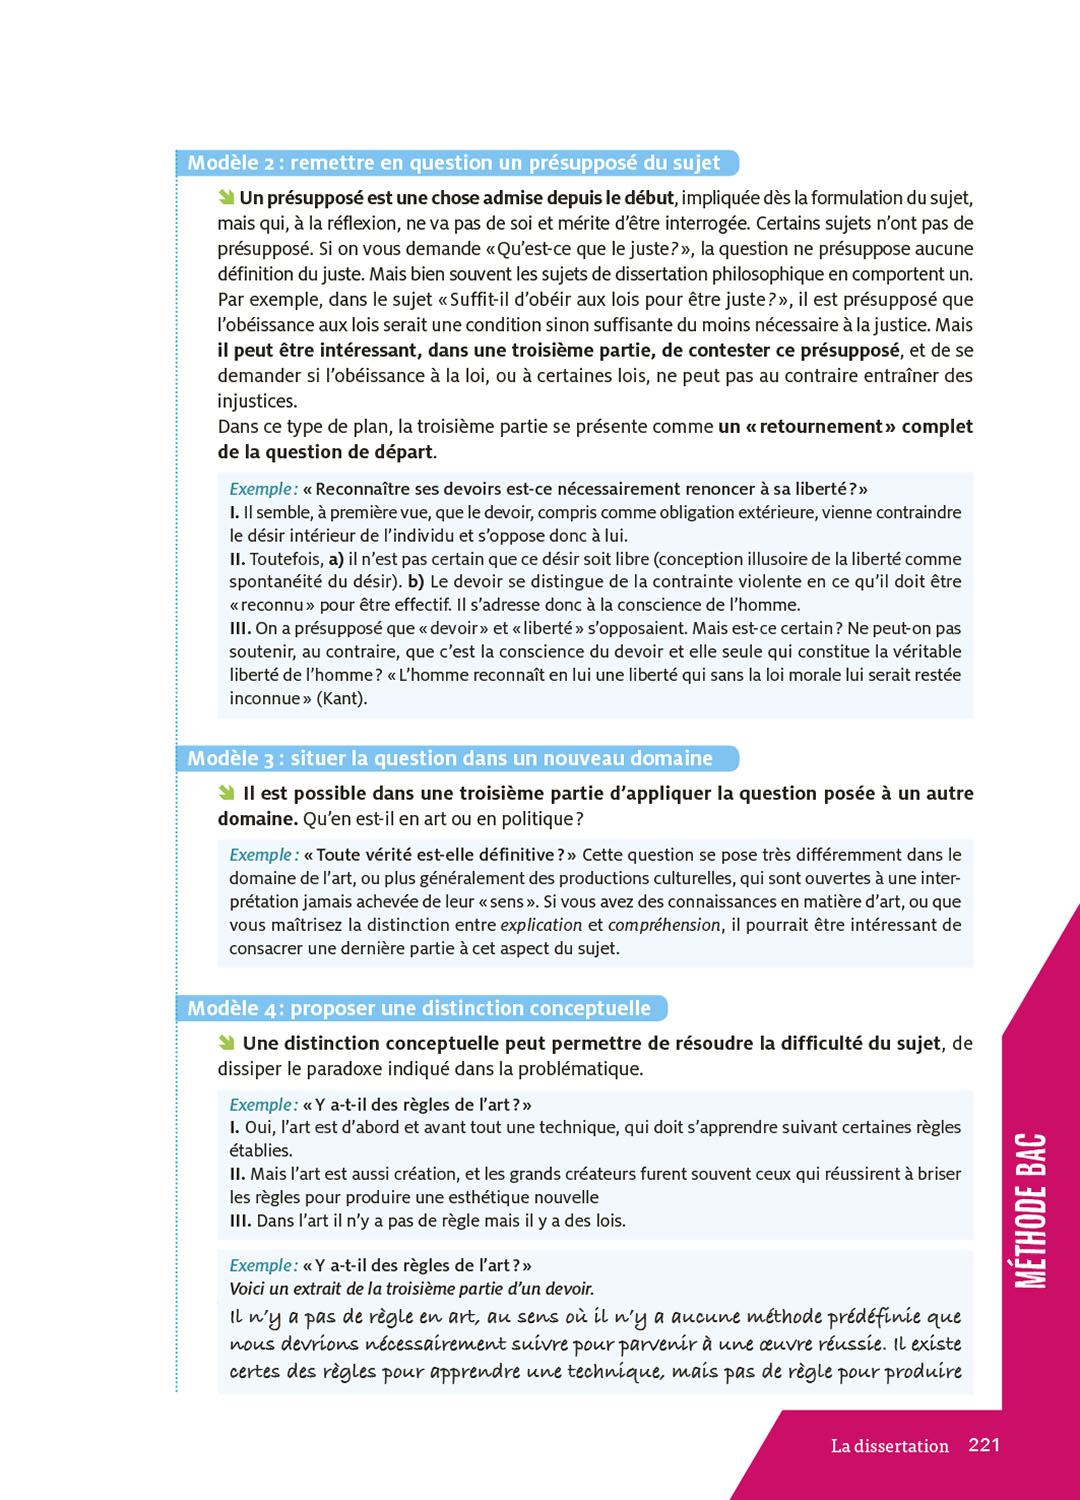 Modèle 2 : remettre en question un présupposé du sujet
Un présupposé est une chose admise depuis le début, impliquée dès la formulation du sujet,
mais qui, à la réflexion, ne va pas de soi et mérite d’être interrogée. Certains sujets n’ont pas de
présupposé. Si on vous demande « Qu’est-ce que le juste ? », la question ne présuppose aucune
définition du juste. Mais bien souvent les sujets de dissertation philosophique en comportent un.
Par exemple, dans le sujet « Suffit-il d’obéir aux lois pour être juste ? », il est présupposé que
l’obéissance aux lois serait une condition sinon suffisante du moins nécessaire à la justice. Mais
il peut être intéressant, dans une troisième partie, de contester ce présupposé, et de se
demander si l’obéissance à la loi, ou à certaines lois, ne peut pas au contraire entraîner des
injustices.
Dans ce type de plan, la troisième partie se présente comme un « retournement » complet
de la question de départ.
Exemple : « Reconnaître ses devoirs est-ce nécessairement renoncer à sa liberté ? »
I. Il semble, à première vue, que le devoir, compris comme obligation extérieure, vienne contraindre
le désir intérieur de l’individu et s’oppose donc à lui.
II. Toutefois, a) il n’est pas certain que ce désir soit libre (conception illusoire de la liberté comme
spontanéité du désir). b) Le devoir se distingue de la contrainte violente en ce qu’il doit être
« reconnu » pour être effectif. Il s’adresse donc à la conscience de l’homme.
III. On a présupposé que « devoir » et « liberté » s’opposaient. Mais est-ce certain ? Ne peut-on pas
soutenir, au contraire, que c’est la conscience du devoir et elle seule qui constitue la véritable
liberté de l’homme ? « L’homme reconnaît en lui une liberté qui sans la loi morale lui serait restée
inconnue » (Kant).
Modèle 3 : situer la question dans un nouveau domaine
Il est possible dans une troisième partie d’appliquer la question posée à un autre
domaine. Qu’en est-il en art ou en politique ?
Exemple : « Toute vérité est-elle définitive ? » Cette question se pose très différemment dans le
domaine de l’art, ou plus généralement des productions culturelles, qui sont ouvertes à une inter-
prétation jamais achevée de leur « sens ». Si vous avez des connaissances en matière d’art, ou que
vous maîtrisez la distinction entre explication et compréhension, il pourrait être intéressant de
consacrer une dernière partie à cet aspect du sujet.
Modèle 4 : proposer une distinction conceptuelle
Une distinction conceptuelle peut permettre de résoudre la difficulté du sujet, de
dissiper le paradoxe indiqué dans la problématique.
Exemple : « Y a-t-il des règles de l’art ? »
I. Oui, l’art est d’abord et avant tout une technique, qui doit s’apprendre suivant certaines règles
établies.
II. Mais l’art est aussi création, et les grands créateurs furent souvent ceux qui réussirent à briser
les règles pour produire une esthétique nouvelle
III. Dans l’art il n’y a pas de règle mais il y a des lois.
Exemple : « Y a-t-il des règles de l’art ? »
Voici un extrait de la troisième partie d’un devoir.
Il n’y a pas de règle en art, au sens où il n’y a aucune méthode prédéfinie que
nous devrions nécessairement suivre pour parvenir à une œuvre réussie. Il existe
certes des règles pour apprendre une technique, mais pas de règle pour produire
MÉTHODE BAC
La dissertation 221